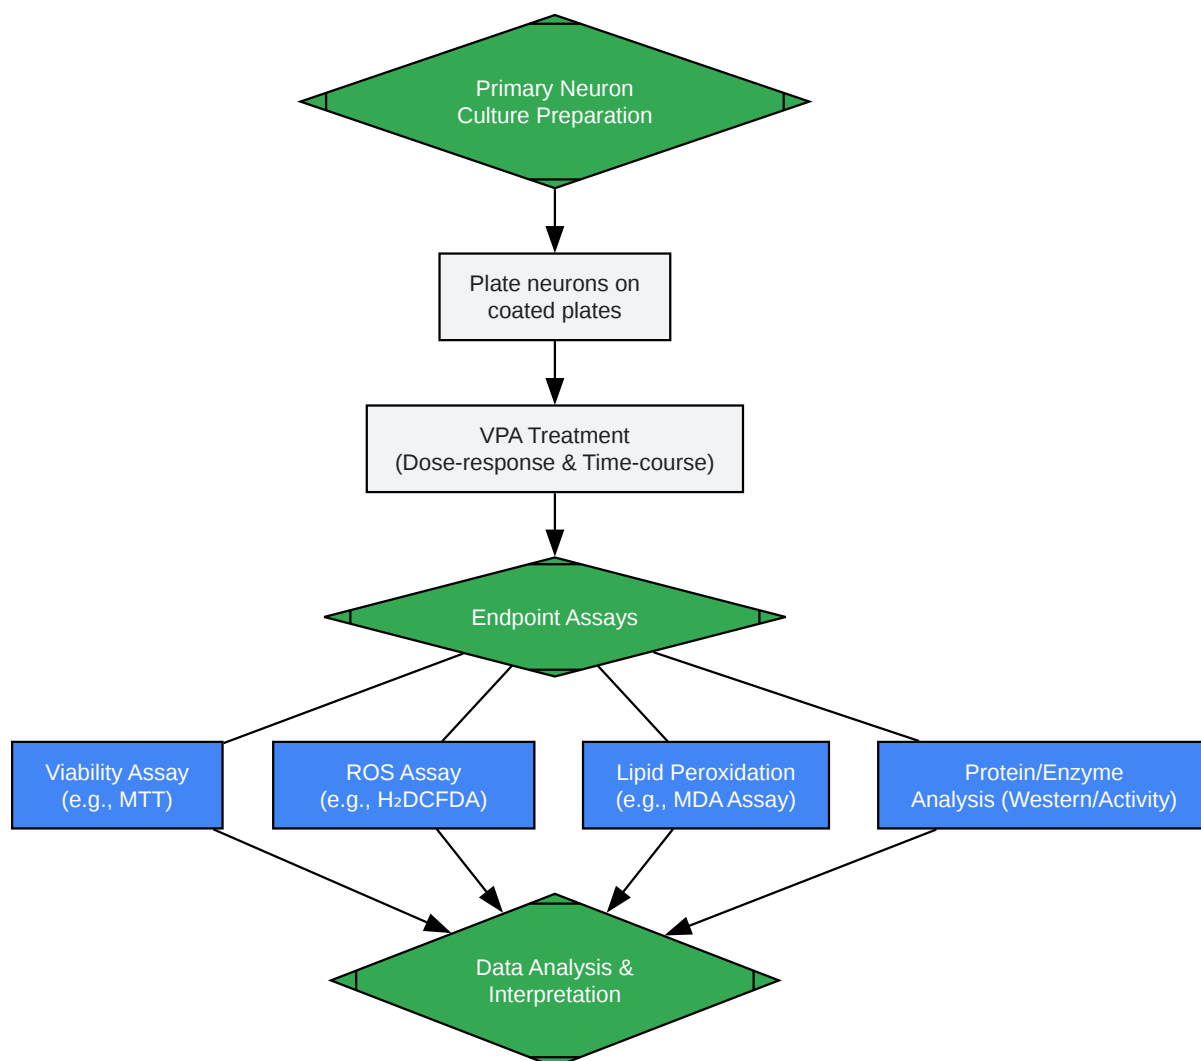 Primary Neuron
Culture Preparation
Plate neurons on
coated plates
VPA Treatment
(Dose-response & Time-course)
Endpoint Assays
Viability Assay
(e.g., MTT)
ROS Assay
(e.g., H₂DCFDA)
Lipid Peroxidation
(e.g., MDA Assay)
Protein/Enzyme
Analysis (Western/Activity)
Data Analysis &
Interpretation